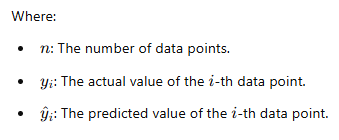 Where:
• n: The number of data points.
• yᵢ: The actual value of the i-th data point.
• ŷᵢ: The predicted value of the i-th data point.